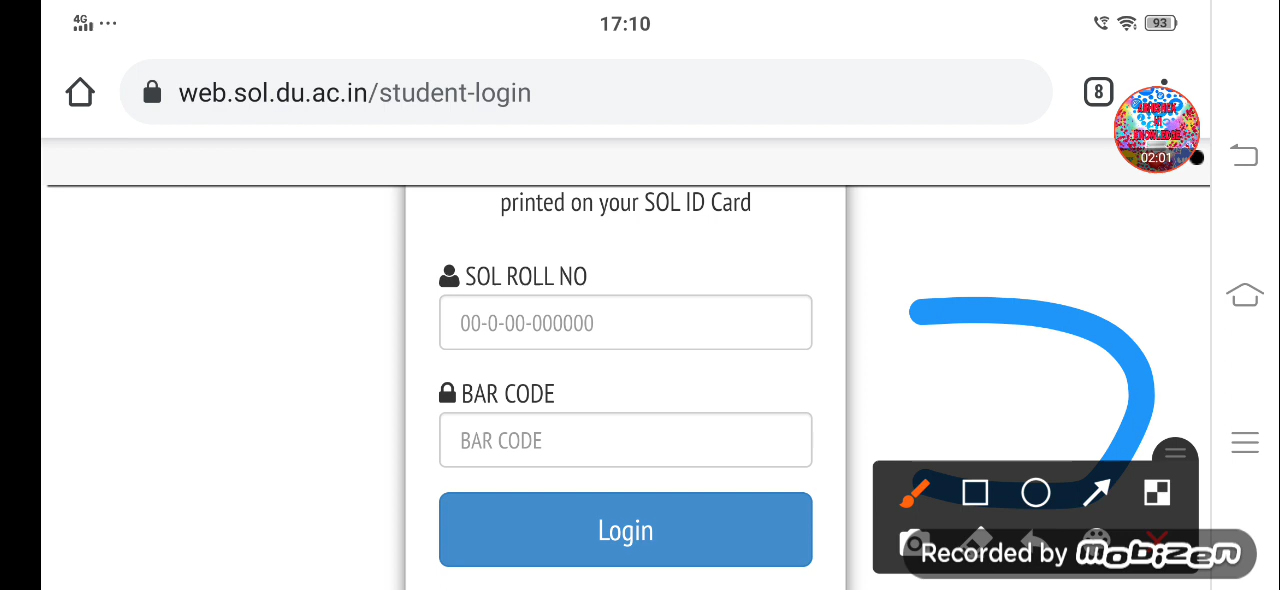 4G
17:10
93
web.sol.du.ac.in/student-login
8
KNOWLEDGE
02:01
printed on your SOL ID Card
SOL ROLL NO
00-0-00-000000
BAR CODE
BAR CODE
Login
Recorded by mobizen